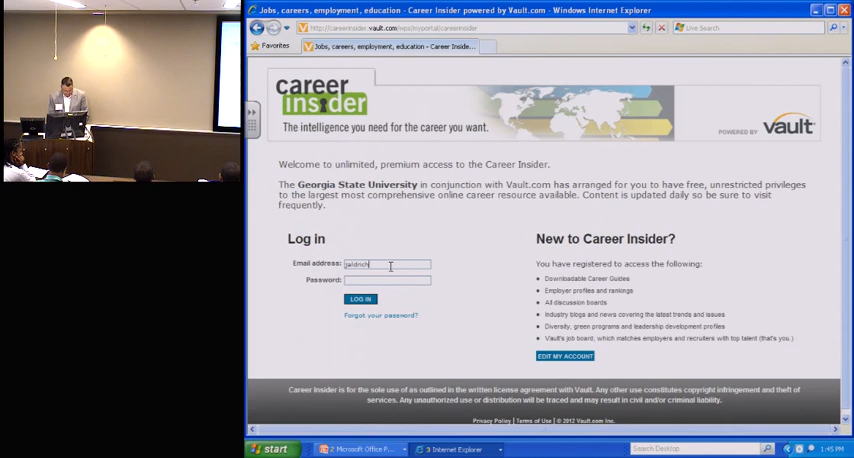 Jobs, careers, employment, education - Career Insider powered by Vault.com - Windows Internet Explorer
http://careerinsider.vault.com/wps/myportal/careerinsider
Live Search
Favorites
Jobs, careers, employment, education - Career Inside...
career
insider
The intelligence you need for the career you want.
POWERED BY VAULT
Welcome to unlimited, premium access to the Career Insider.
The Georgia State University in conjunction with Vault.com has arranged for you to have free, unrestricted privileges
to the largest most comprehensive online career resource available. Content is updated daily so be sure to visit
frequently.
Log in
Email address: jaldrich
Password:
LOG IN
Forgot your password?
New to Career Insider?
You have registered to access the following:
Downloadable Career Guides
Employer profiles and rankings
All discussion boards
Industry blogs and news covering the latest trends and issues
Diversity, green programs and leadership development profiles
Vault's job board, which matches employers and recruiters with top talent (that's you.)
EDIT MY ACCOUNT
Career Insider is for the sole use of as outlined in the written license agreement with Vault. Any other use constitutes copyright infringement and theft of
services. Any unauthorized use or distribution will be traced and may result in civil and/or criminal liability.
Privacy Policy | Terms of Use | © 2012 Vault.com Inc.
start
2 Microsoft Office P...
3 Internet Explorer
Search Desktop
1:45 PM